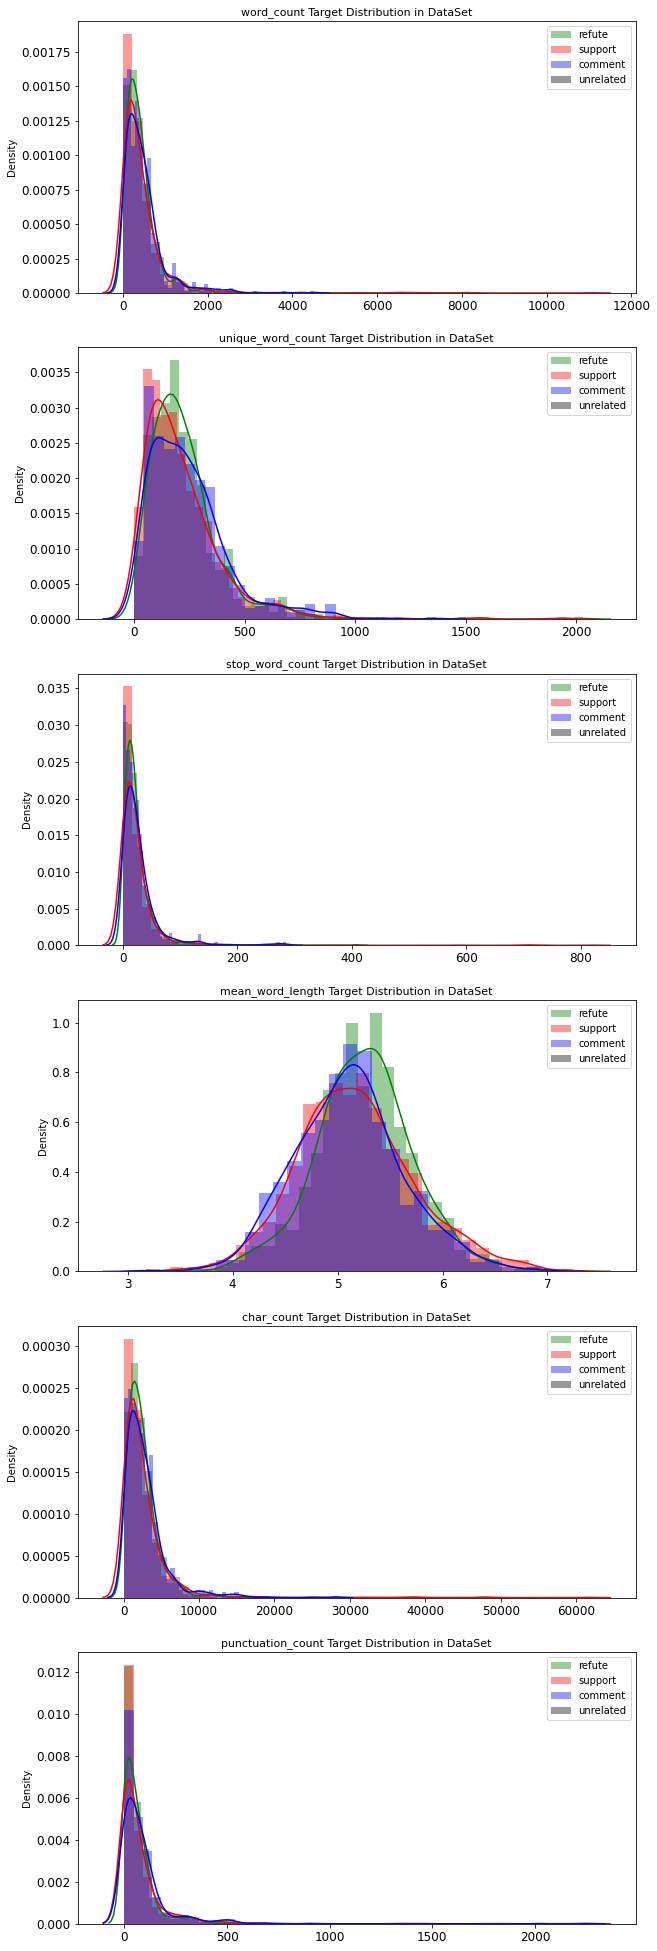 word_count Target Distribution in DataSet
refute
support
comment
unrelated
Density
0.00175
0.00150
0.00125
0.00100
0.00075
0.00050
0.00025
0.00000
0 2000 4000 6000 8000 10000 12000
unique_word_count Target Distribution in DataSet
refute
support
comment
unrelated
Density
0.0035
0.0030
0.0025
0.0020
0.0015
0.0010
0.0005
0.0000
0 500 1000 1500 2000
stop_word_count Target Distribution in DataSet
refute
support
comment
unrelated
Density
0.035
0.030
0.025
0.020
0.015
0.010
0.005
0.000
0 200 400 600 800
mean_word_length Target Distribution in DataSet
refute
support
comment
unrelated
Density
1.0
0.8
0.6
0.4
0.2
0.0
3 4 5 6 7
char_count Target Distribution in DataSet
refute
support
comment
unrelated
Density
0.00030
0.00025
0.00020
0.00015
0.00010
0.00005
0.00000
0 10000 20000 30000 40000 50000 60000
punctuation_count Target Distribution in DataSet
refute
support
comment
unrelated
Density
0.012
0.010
0.008
0.006
0.004
0.002
0.000
0 500 1000 1500 2000